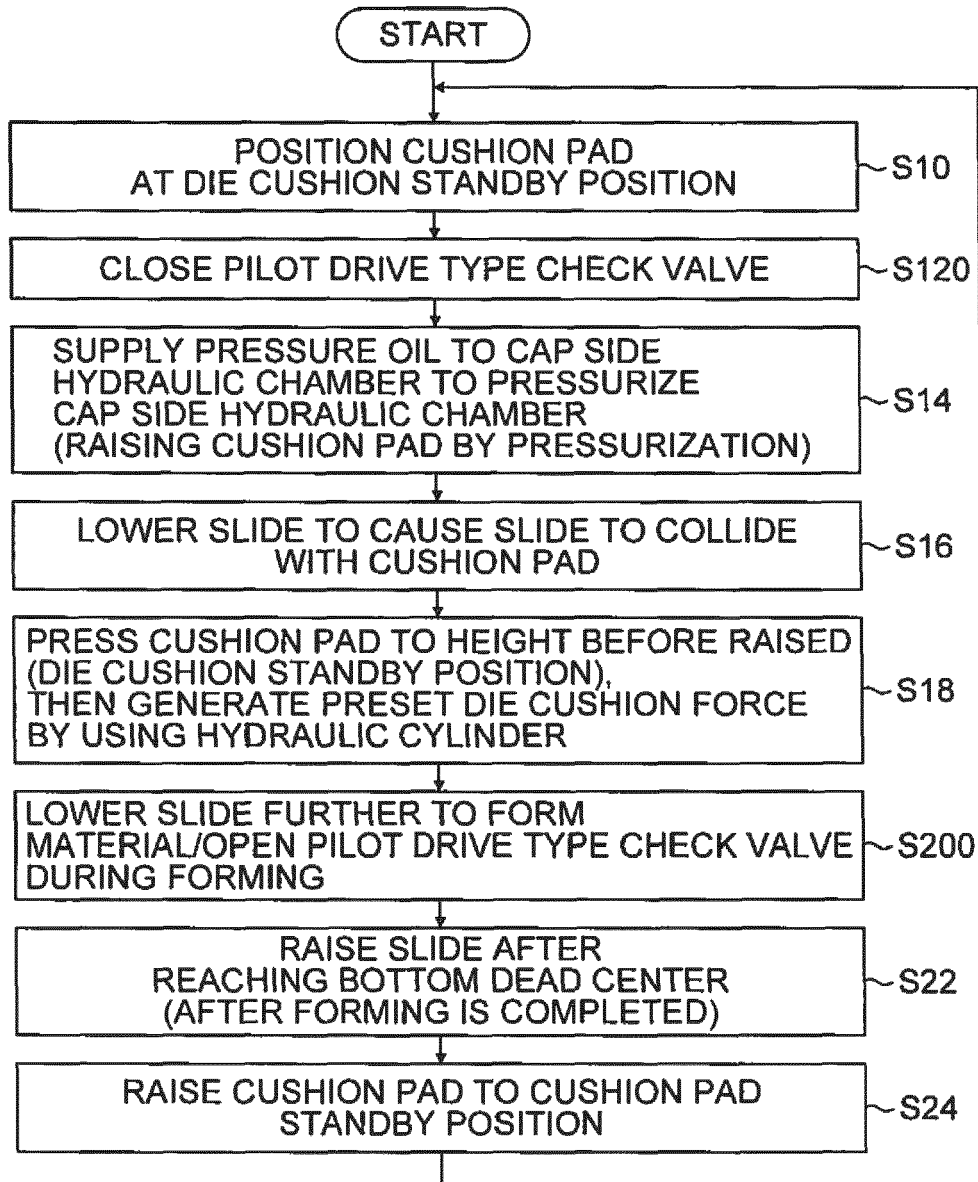 START
POSITION CUSHION PAD
AT DIE CUSHION STANDBY POSITION
S10
CLOSE PILOT DRIVE TYPE CHECK VALVE
S120
SUPPLY PRESSURE OIL TO CAP SIDE
HYDRAULIC CHAMBER TO PRESSURIZE
CAP SIDE HYDRAULIC CHAMBER
(RAISING CUSHION PAD BY PRESSURIZATION)
S14
LOWER SLIDE TO CAUSE SLIDE TO COLLIDE
WITH CUSHION PAD
S16
PRESS CUSHION PAD TO HEIGHT BEFORE RAISED
(DIE CUSHION STANDBY POSITION),
THEN GENERATE PRESET DIE CUSHION FORCE
BY USING HYDRAULIC CYLINDER
S18
LOWER SLIDE FURTHER TO FORM
MATERIAL/OPEN PILOT DRIVE TYPE CHECK VALVE
DURING FORMING
S200
RAISE SLIDE AFTER
REACHING BOTTOM DEAD CENTER
(AFTER FORMING IS COMPLETED)
S22
RAISE CUSHION PAD TO CUSHION PAD
STANDBY POSITION
S24